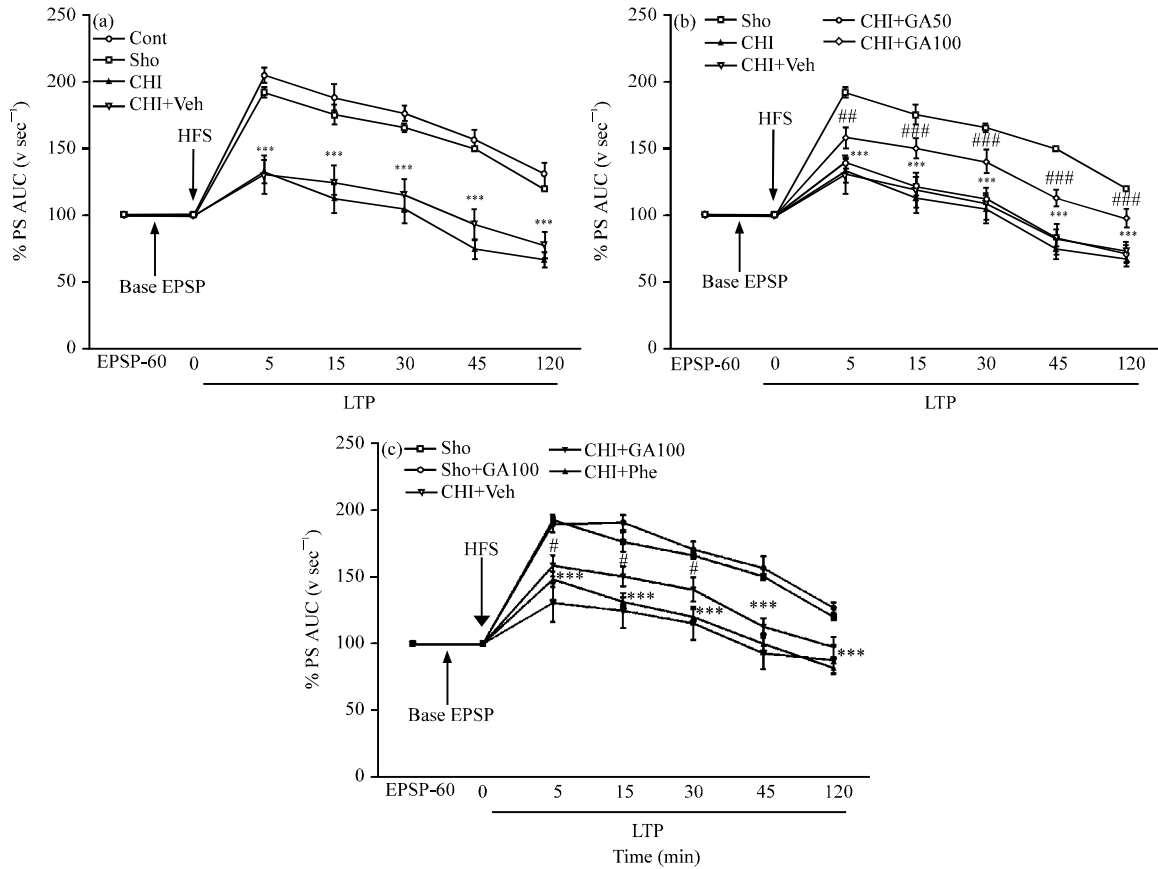 (a)
Cont
Sho
CHI
CHI+Veh
% PS AUC (v sec⁻¹)
250
200
150
100
50
0
HFS
Base EPSP
***
***
***
***
***
EPSP-60 0 5 15 30 45 120
LTP
(b)
Sho CHI+GA50
CHI CHI+GA100
CHI+Veh
% PS AUC (v sec⁻¹)
250
200
150
100
50
0
HFS
Base EPSP
## ### ### ### ###
*** *** *** *** ***
EPSP-60 0 5 15 30 45 120
LTP
(c)
Sho CHI+GA100
Sho+GA100 CHI+Phe
CHI+Veh
% PS AUC (v sec⁻¹)
250
200
150
100
50
0
HFS
Base EPSP
# # #
*** *** *** *** ***
EPSP-60 0 5 15 30 45 120
LTP
Time (min)